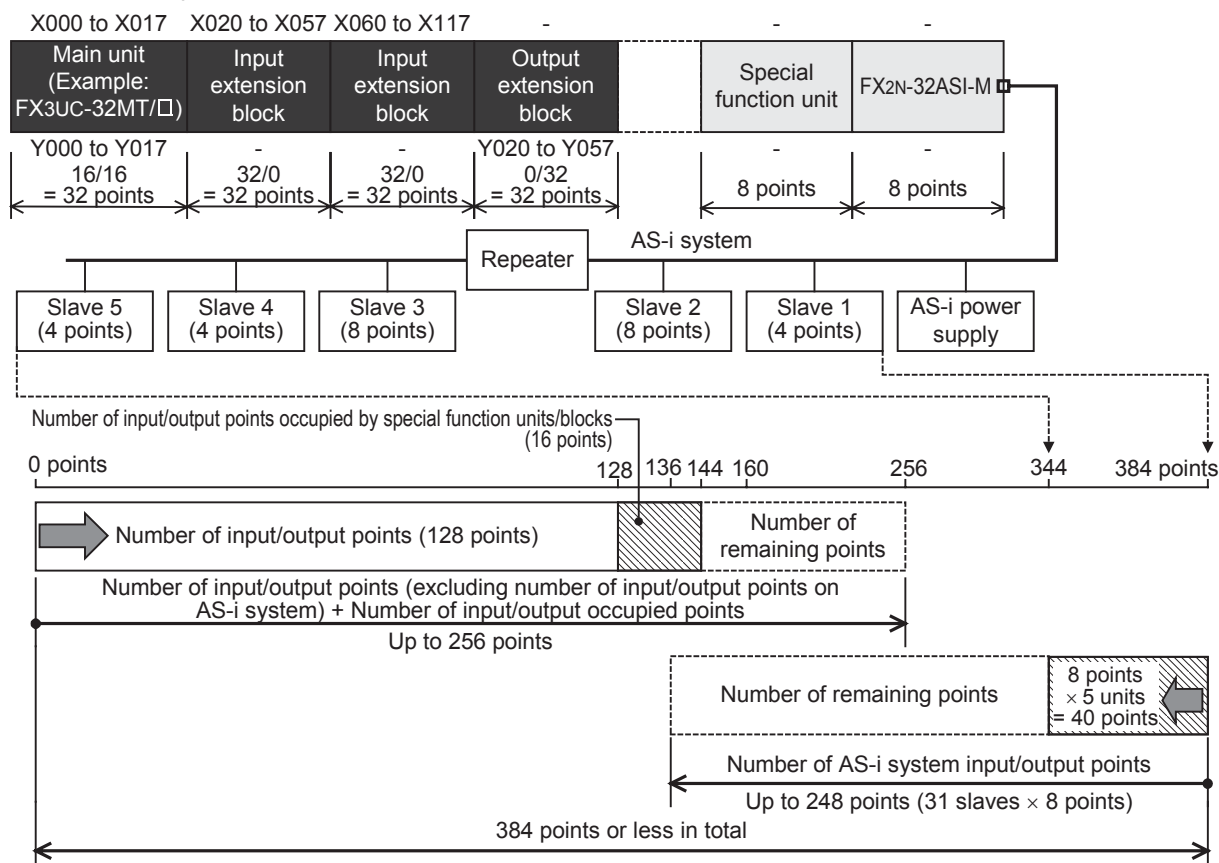 X000 to X017 X020 to X057 X060 to X117 - - -
Main unit
(Example:
FX3UC-32MT/□)
Input
extension
block
Input
extension
block
Output
extension
block
Special
function unit
FX2N-32ASI-M
Y000 to Y017 - - Y020 to Y057 - -
16/16
= 32 points
32/0
= 32 points
32/0
= 32 points
0/32
= 32 points
8 points
8 points
AS-i system
Repeater
Slave 5
(4 points)
Slave 4
(4 points)
Slave 3
(8 points)
Slave 2
(8 points)
Slave 1
(4 points)
AS-i power
supply
Number of input/output points occupied by special function units/blocks
(16 points)
0 points 128 136 144 160 256 344 384 points
Number of input/output points (128 points)
Number of
remaining points
Number of input/output points (excluding number of input/output points on
AS-i system) + Number of input/output occupied points
Up to 256 points
Number of remaining points
8 points
× 5 units
= 40 points
Number of AS-i system input/output points
Up to 248 points (31 slaves × 8 points)
384 points or less in total